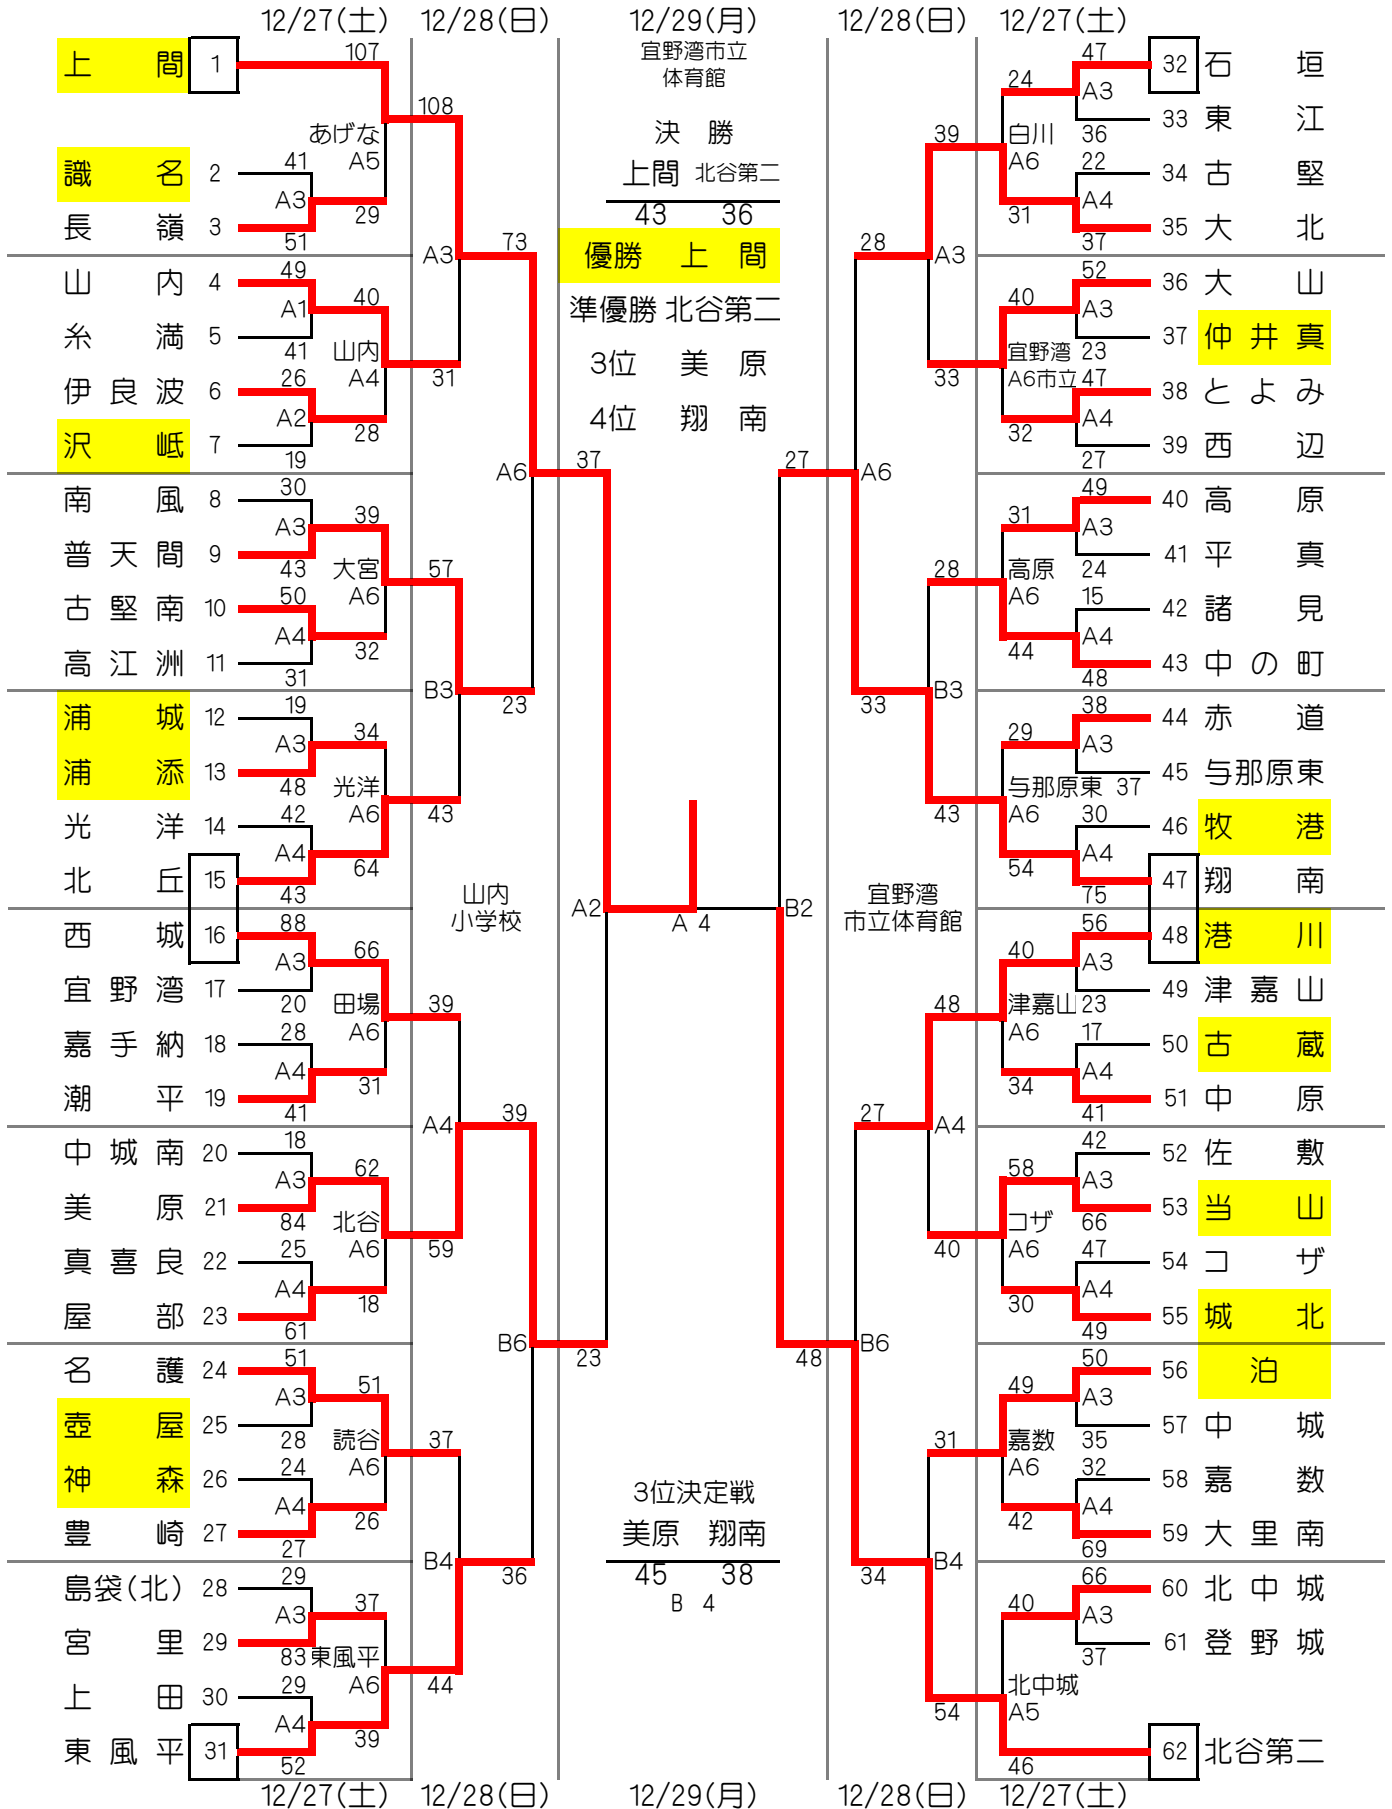 12/27(土) 12/28(日) 12/29(月) 12/28(日) 12/27(土)
宜野湾市立
体育館
決 勝
上間 北谷第二
43 36
優勝 上 間
準優勝 北谷第二
3位 美 原
4位 翔 南
上 間 1 107
識 名 2 41
あげな
A5
108
A3
長 嶺 3 51
29
A3
73
山 内 4 49
A1
40
糸 満 5 41
山内
A4
31
伊良波 6 26
A2
28
沢 岻 7 19
A6
37
南 風 8 30
A3
39
普天間 9 43
大宮
A6
57
古堅南 10 50
A4
32
高江洲 11 31
B3
23
浦 城 12 19
A3
34
浦 添 13 48
光洋
A6
43
光 洋 14 42
A4
64
北 丘 15 43
山内
小学校
A2
A 4
西 城 16 88
A3
66
宜野湾 17 20
田場
A6
39
嘉手納 18 28
A4
31
潮 平 19 41
A4
39
中城南 20 18
A3
62
美 原 21 84
北谷
A6
59
真喜良 22 25
A4
18
屋 部 23 61
B6
23
名 護 24 51
A3
51
壺 屋 25 28
読谷
A6
37
神 森 26 24
A4
26
豊 崎 27 27
B4
36
島袋(北) 28 29
A3
37
宮 里 29 83
東風平
A6
44
上 田 30 29
A4
39
東風平 31 52
3位決定戦
美原 翔南
45 38
B 4
47 32 石 垣
24
A3
36 33 東 江
39
白川
A6
22 34 古 堅
A4
31
37 35 大 北
28
A3
52 36 大 山
40
A3
23 37 仲井真
33
宜野湾
A6市立
47 38 とよみ
A4
32
27 39 西 辺
27
A6
49 40 高 原
31
A3
24 41 平 真
28
高原
A6
15 42 諸 見
A4
44
48 43 中の町
33
B3
38 44 赤 道
29
A3
37 45 与那原東
43
与那原東
A6
30 46 牧 港
A4
54
75 47 翔 南
B2
宜野湾
市立体育館
56 48 港 川
40
A3
23 49 津嘉山
48
津嘉山
A6
17 50 古 蔵
A4
34
41 51 中 原
27
A4
42 52 佐 敷
58
A3
66 53 当 山
40
コザ
A6
47 54 コ ザ
A4
30
49 55 城 北
48
B6
50 56 泊
49
A3
35 57 中 城
31
嘉数
A6
32 58 嘉 数
A4
42
69 59 大里南
34
B4
66 60 北中城
40
A3
37 61 登野城
54
北中城
A5
46 62 北谷第二
12/27(土) 12/28(日) 12/29(月) 12/28(日) 12/27(土)